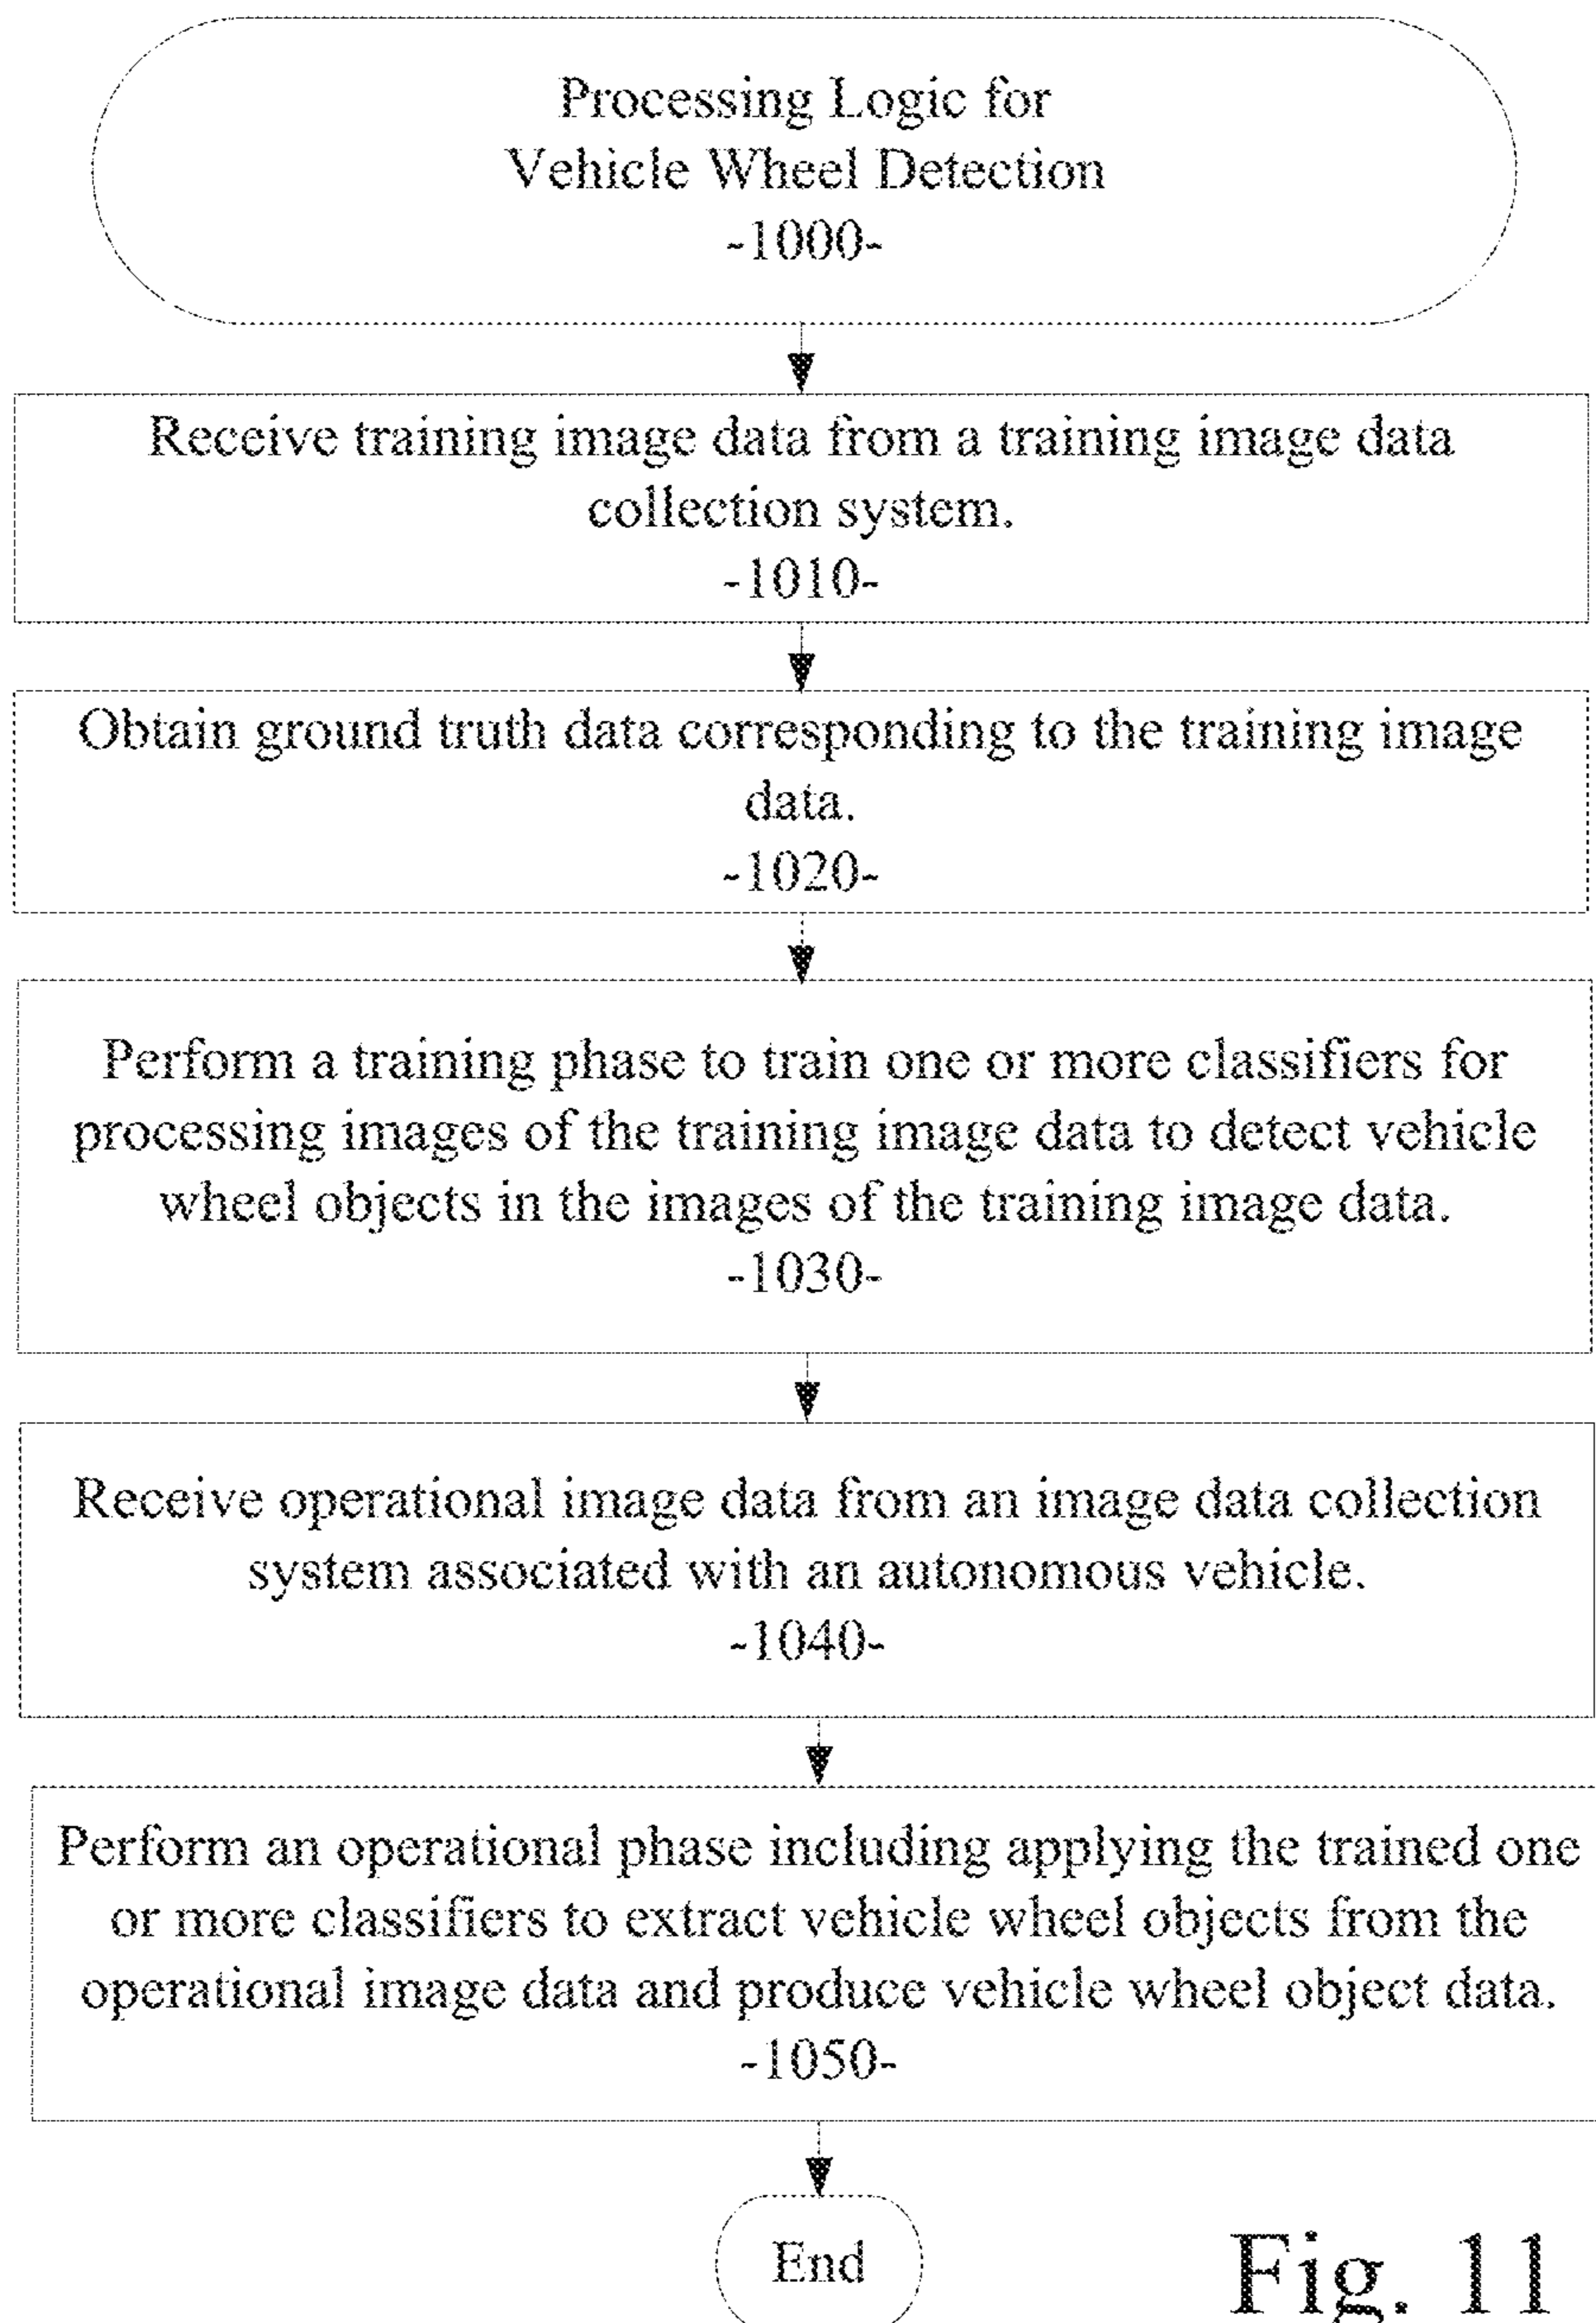 Processing Logic for
Vehicle Wheel Detection
-1000-
Receive training image data from a training image data
collection system.
-1010-
Obtain ground truth data corresponding to the training image
data.
-1020-
Perform a training phase to train one or more classifiers for
processing images of the training image data to detect vehicle
wheel objects in the images of the training image data.
-1030-
Receive operational image data from an image data collection
system associated with an autonomous vehicle.
-1040-
Perform an operational phase including applying the trained one
or more classifiers to extract vehicle wheel objects from the
operational image data and produce vehicle wheel object data.
-1050-
End
Fig. 11